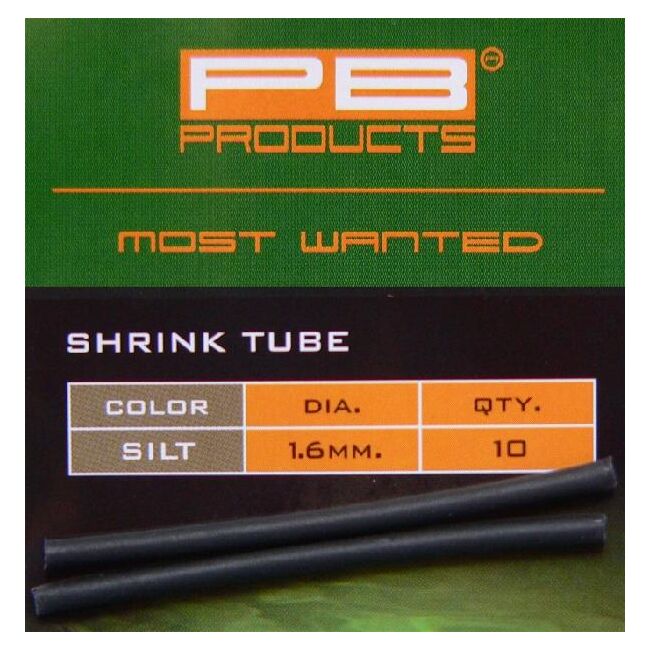 PB
PRODUCTS
MOST WANTED
SHRINK TUBE
COLOR DIA. QTY.
SILT 1.6MM. 10